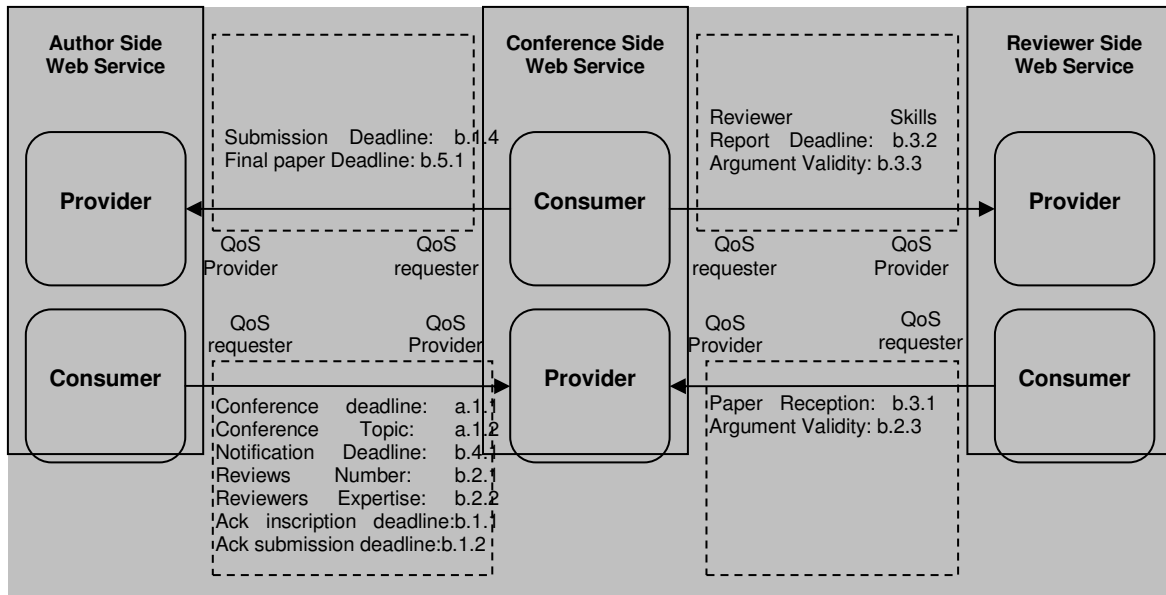 Author Side
Web Service
Conference Side
Web Service
Reviewer Side
Web Service
Submission Deadline: b.1.4
Final paper Deadline: b.5.1
Reviewer Skills
Report Deadline: b.3.2
Argument Validity: b.3.3
Provider
Consumer
Provider
QoS
Provider
QoS
requester
QoS
requester
QoS
Provider
QoS
requester
QoS
Provider
QoS
Provider
QoS
requester
Consumer
Provider
Consumer
Conference deadline: a.1.1
Conference Topic: a.1.2
Notification Deadline: b.4.1
Reviews Number: b.2.1
Reviewers Expertise: b.2.2
Ack inscription deadline:b.1.1
Ack submission deadline:b.1.2
Paper Reception: b.3.1
Argument Validity: b.2.3